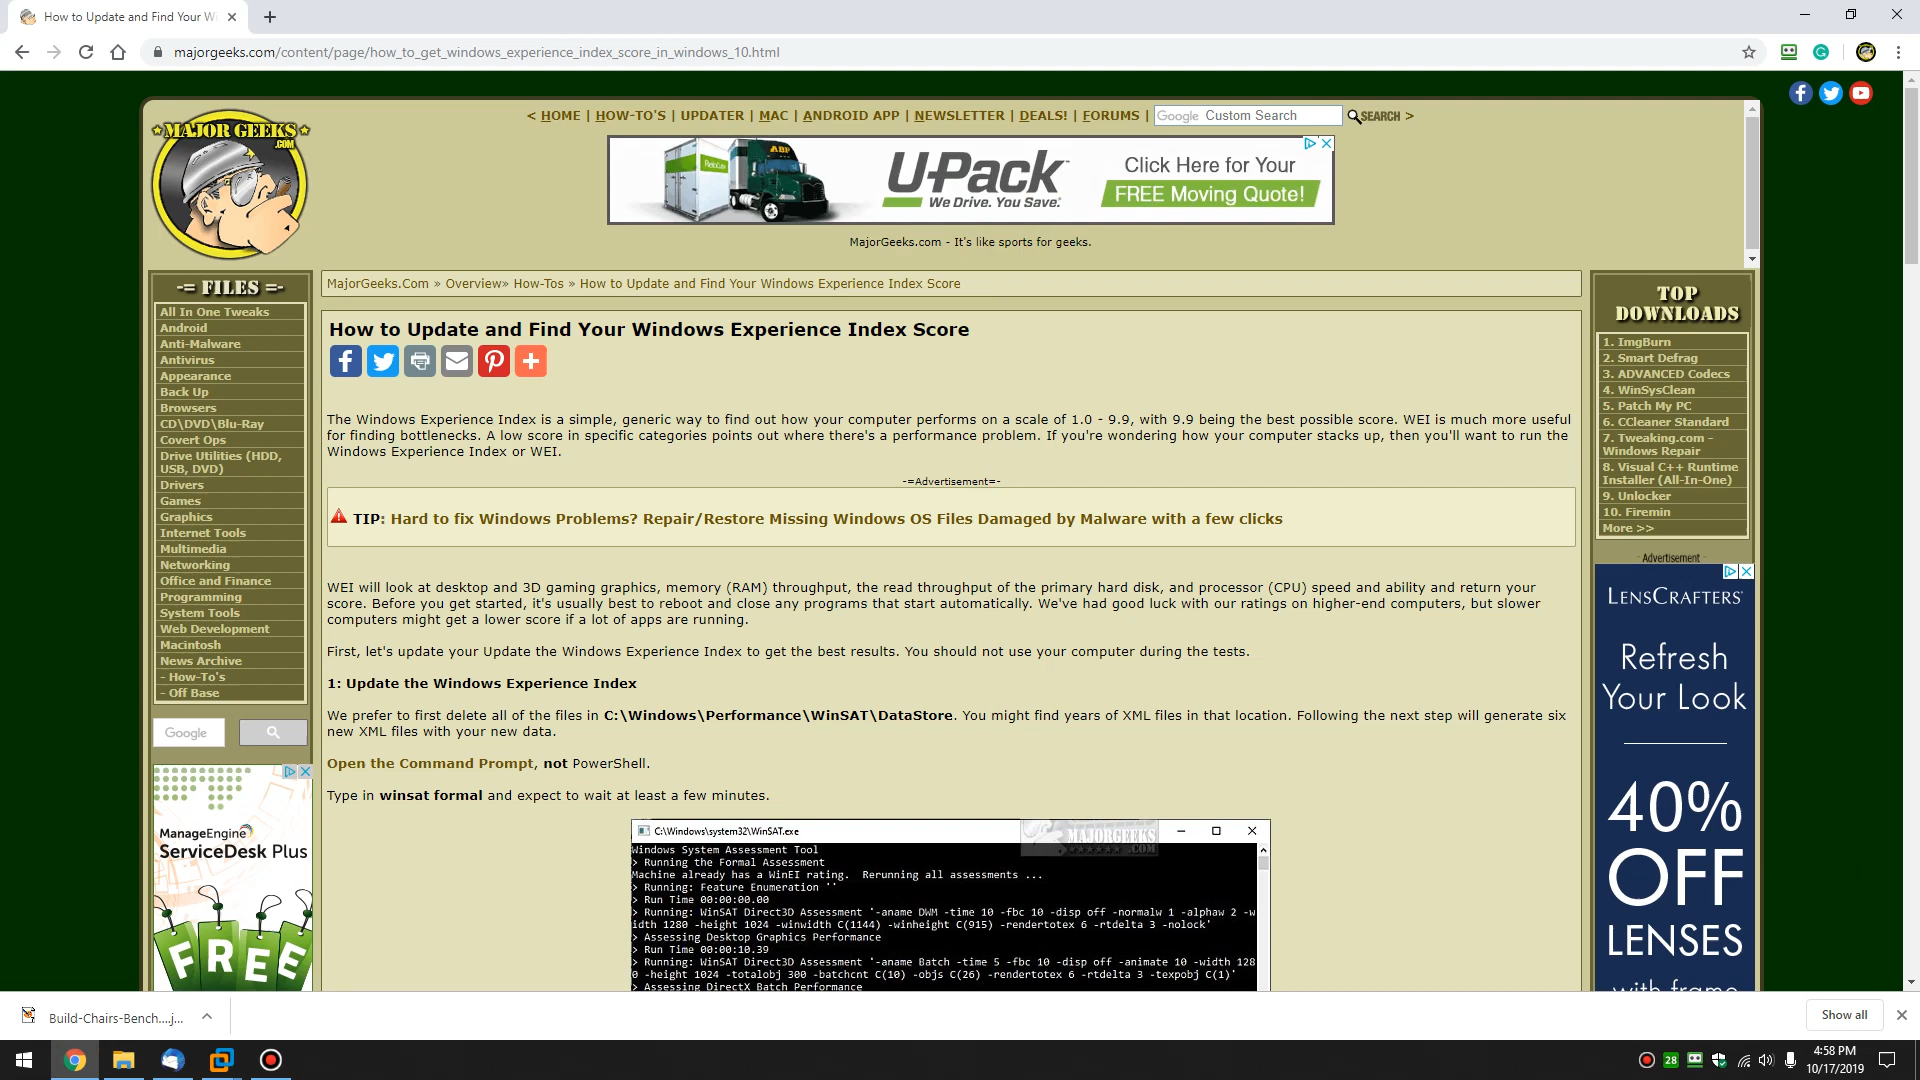 How to Update and Find Your Wi
majorgeeks.com/content/page/how_to_get_windows_experience_index_score_in_windows_10.html
MAJOR GEEKS
.COM
< HOME | HOW-TO'S | UPDATER | MAC | ANDROID APP | NEWSLETTER | DEALS! | FORUMS | Google Custom Search SEARCH >
ABF
U-Pack
We Drive. You Save.
Click Here for Your
FREE Moving Quote!
MajorGeeks.com - It's like sports for geeks.
-= FILES =-
All In One Tweaks
Android
Anti-Malware
Antivirus
Appearance
Back Up
Browsers
CD\DVD\Blu-Ray
Covert Ops
Drive Utilities (HDD,
USB, DVD)
Drivers
Games
Graphics
Internet Tools
Multimedia
Networking
Office and Finance
Programming
System Tools
Web Development
Macintosh
News Archive
- How-To's
- Off Base
Google
ManageEngine
ServiceDesk Plus
FREE
MajorGeeks.Com » Overview» How-Tos » How to Update and Find Your Windows Experience Index Score
How to Update and Find Your Windows Experience Index Score
The Windows Experience Index is a simple, generic way to find out how your computer performs on a scale of 1.0 - 9.9, with 9.9 being the best possible score. WEI is much more useful
for finding bottlenecks. A low score in specific categories points out where there's a performance problem. If you're wondering how your computer stacks up, then you'll want to run the
Windows Experience Index or WEI.
-=Advertisement=-
TIP: Hard to fix Windows Problems? Repair/Restore Missing Windows OS Files Damaged by Malware with a few clicks
WEI will look at desktop and 3D gaming graphics, memory (RAM) throughput, the read throughput of the primary hard disk, and processor (CPU) speed and ability and return your
score. Before you get started, it's usually best to reboot and close any programs that start automatically. We've had good luck with our ratings on higher-end computers, but slower
computers might get a lower score if a lot of apps are running.
First, let's update your Update the Windows Experience Index to get the best results. You should not use your computer during the tests.
1: Update the Windows Experience Index
We prefer to first delete all of the files in C:\Windows\Performance\WinSAT\DataStore. You might find years of XML files in that location. Following the next step will generate six
new XML files with your new data.
Open the Command Prompt, not PowerShell.
Type in winsat formal and expect to wait at least a few minutes.
C:\Windows\system32\WinSAT.exe
MAJORGEEKS
.COM
Windows System Assessment Tool
> Running the Formal Assessment
Machine already has a WinEI rating.  Rerunning all assessments ...
> Running: Feature Enumeration ''
> Run Time 00:00:00.00
> Running: WinSAT Direct3D Assessment '-aname DWM -time 10 -fbc 10 -disp off -normalw 1 -alphaw 2 -w
idth 1280 -height 1024 -winwidth C(1144) -winheight C(915) -rendertotex 6 -rtdelta 3 -nolock'
> Assessing Desktop Graphics Performance
> Run Time 00:00:10.39
> Running: WinSAT Direct3D Assessment '-aname Batch -time 5 -fbc 10 -disp off -animate 10 -width 128
0 -height 1024 -totalobj 300 -batchcnt C(10) -objs C(26) -rendertotex 6 -rtdelta 3 -texpobj C(1)'
> Assessing DirectX Batch Performance
TOP
DOWNLOADS
1. ImgBurn
2. Smart Defrag
3. ADVANCED Codecs
4. WinSysClean
5. Patch My PC
6. CCleaner Standard
7. Tweaking.com -
Windows Repair
8. Visual C++ Runtime
Installer (All-In-One)
9. Unlocker
10. Firemin
More >>
- Advertisement -
LENSCRAFTERS
Refresh
Your Look
40%
OFF
LENSES
with frame
Build-Chairs-Bench....j...
Show all
28
4:58 PM
10/17/2019